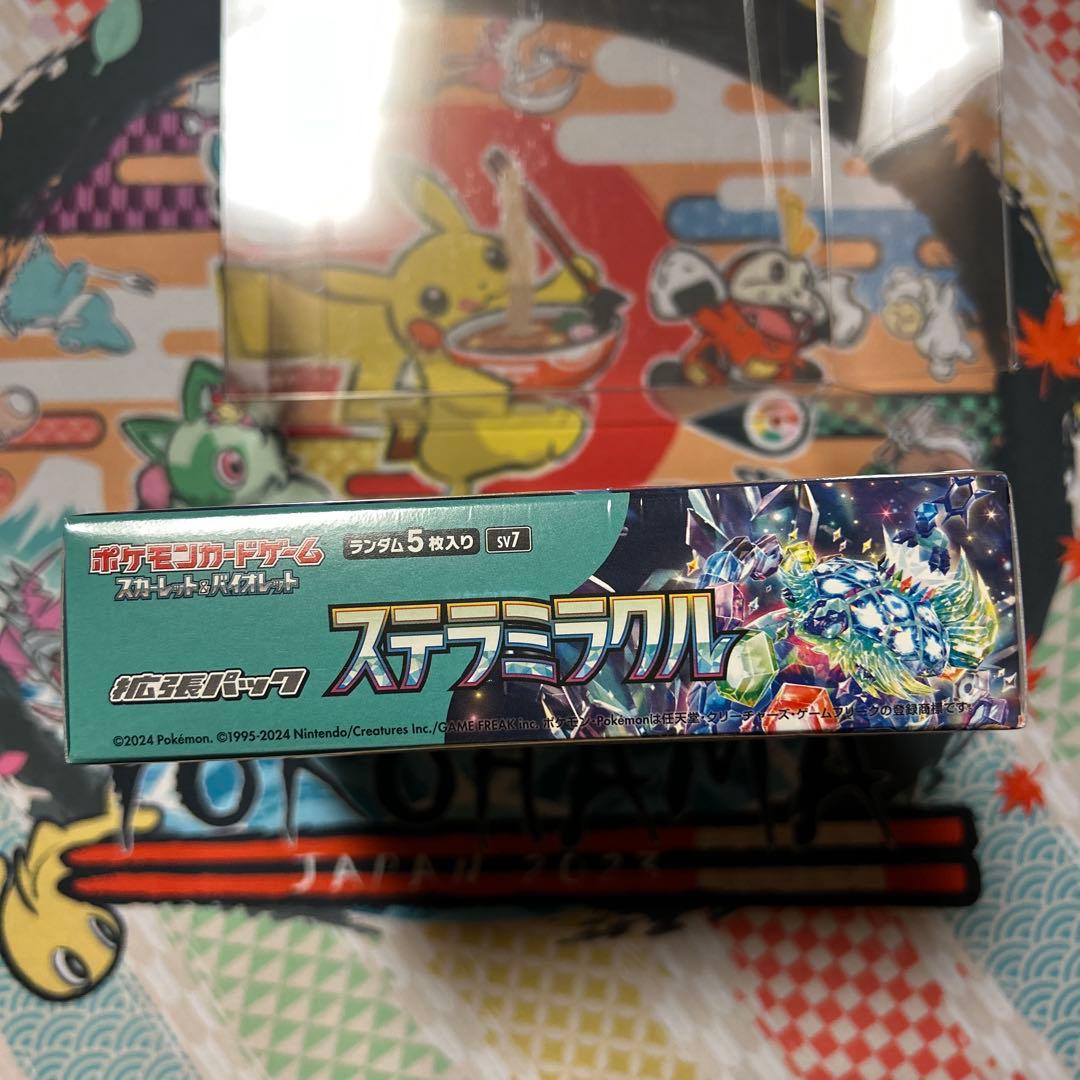 ポケモンカードゲーム
スカーレット&バイオレット
ランダム5枚入り
SV7
ステラミラクル
拡張パック
©2024 Pokémon. ©1995-2024 Nintendo/Creatures Inc./GAME FREAK inc. ポケモン・Pokémonは任天堂・クリーチャーズ・ゲームフリークの登録商標です。
YOKOHAMA
JAPAN 2023